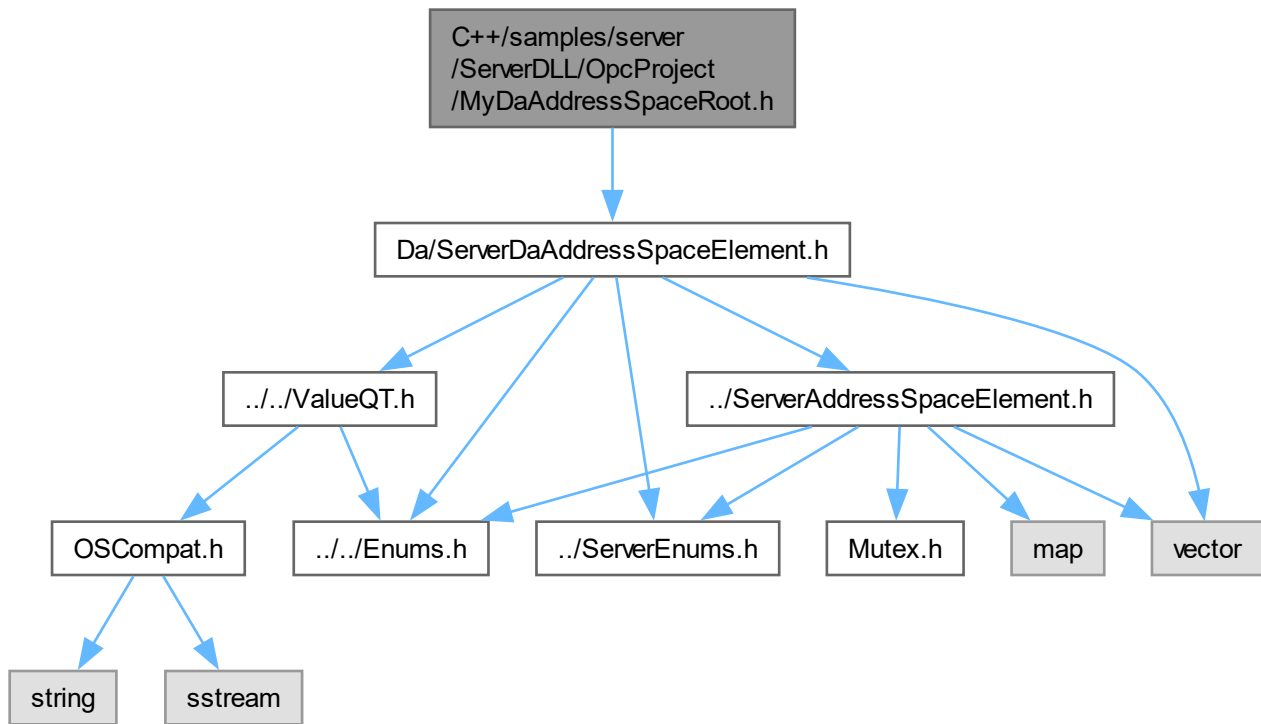 C++/samples/server
/ServerDLL/OpcProject
/MyDaAddressSpaceRoot.h
Da/ServerDaAddressSpaceElement.h
../../ValueQT.h
../ServerAddressSpaceElement.h
OSCompat.h
../../Enums.h
../ServerEnums.h
Mutex.h
map
vector
string
sstream